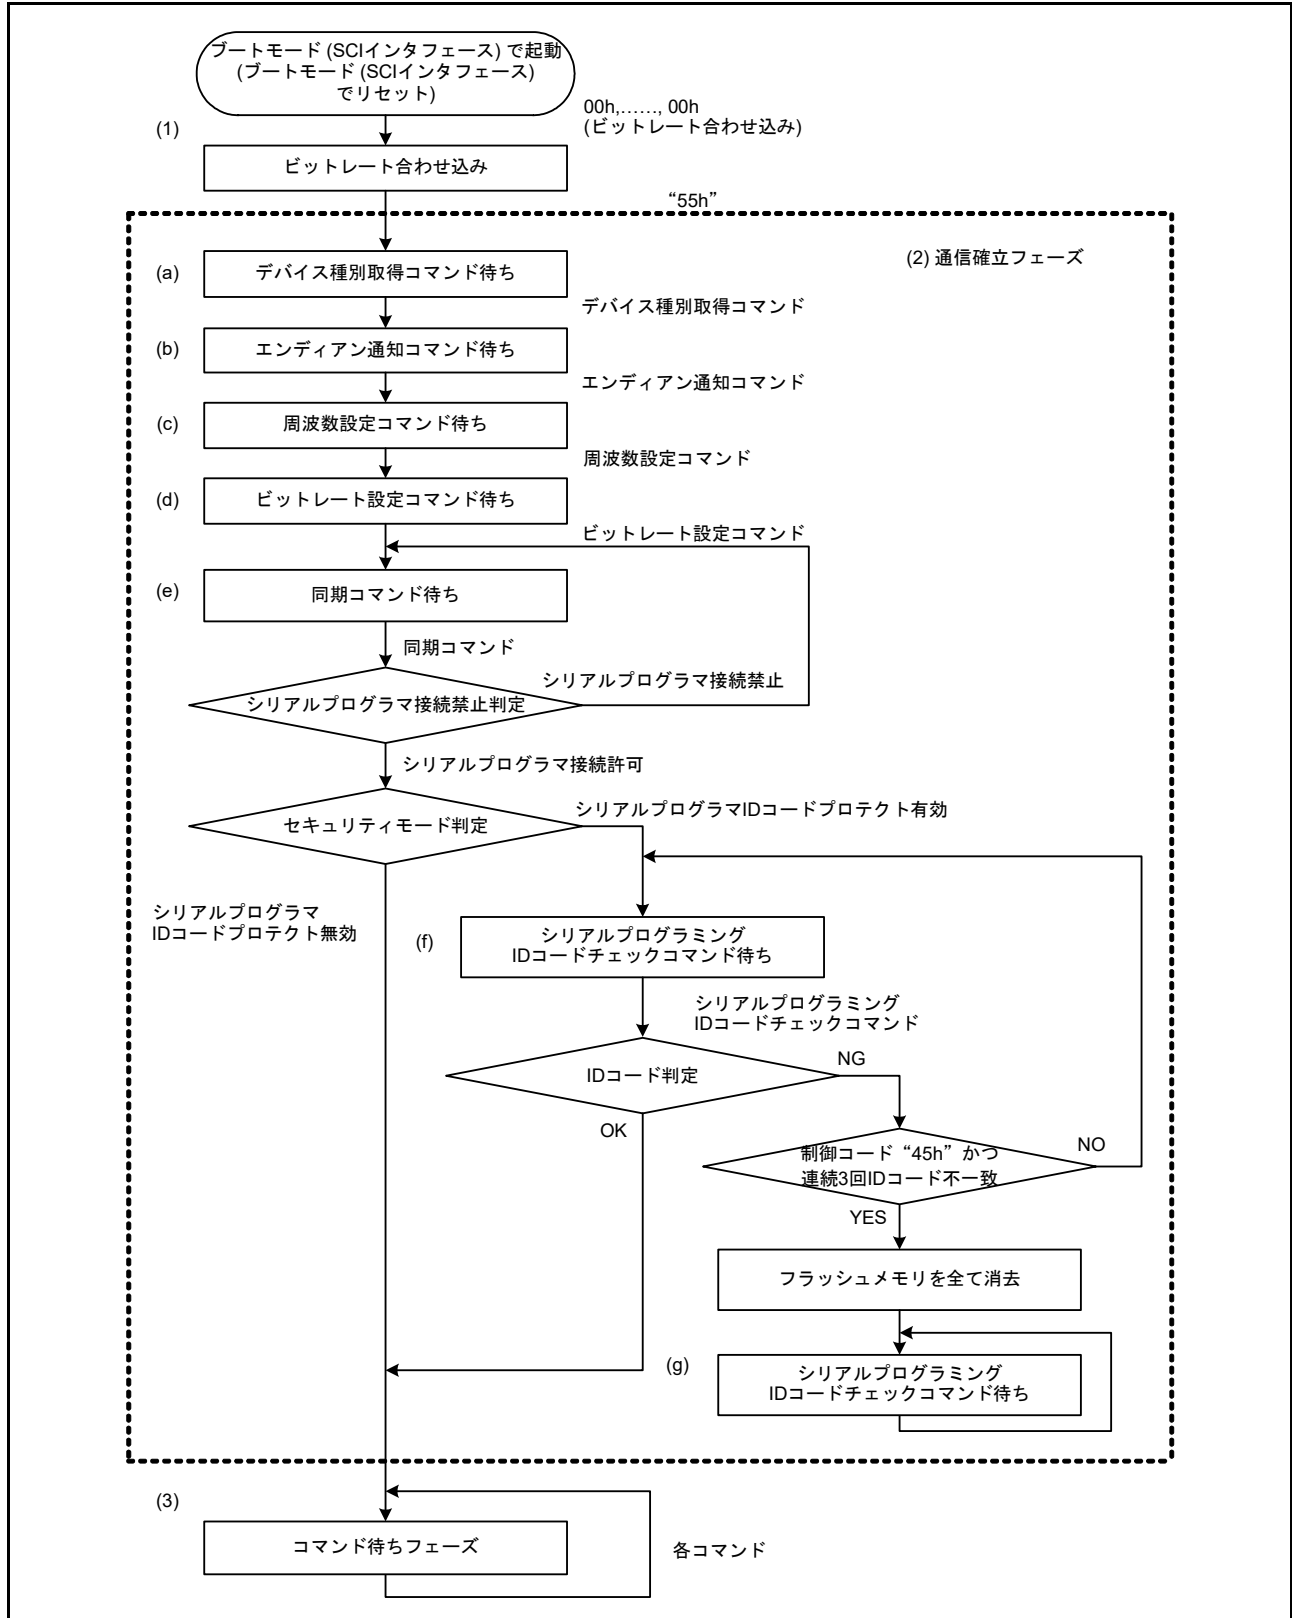 ブートモード (SCIインタフェース) で起動
(ブートモード (SCIインタフェース)
でリセット)
00h,……, 00h
(ビットレート合わせ込み)
(1)
ビットレート合わせ込み
“55h”
(2) 通信確立フェーズ
(a)
デバイス種別取得コマンド待ち
デバイス種別取得コマンド
(b)
エンディアン通知コマンド待ち
エンディアン通知コマンド
(c)
周波数設定コマンド待ち
周波数設定コマンド
(d)
ビットレート設定コマンド待ち
ビットレート設定コマンド
(e)
同期コマンド待ち
同期コマンド
シリアルプログラマ接続禁止
シリアルプログラマ接続禁止判定
シリアルプログラマ接続許可
シリアルプログラマIDコードプロテクト有効
セキュリティモード判定
シリアルプログラマ
IDコードプロテクト無効
(f)
シリアルプログラミング
IDコードチェックコマンド待ち
シリアルプログラミング
IDコードチェックコマンド
IDコード判定
NG
OK
制御コード“45h”かつ
連続3回IDコード不一致
NO
YES
フラッシュメモリを全て消去
(g)
シリアルプログラミング
IDコードチェックコマンド待ち
(3)
コマンド待ちフェーズ
各コマンド